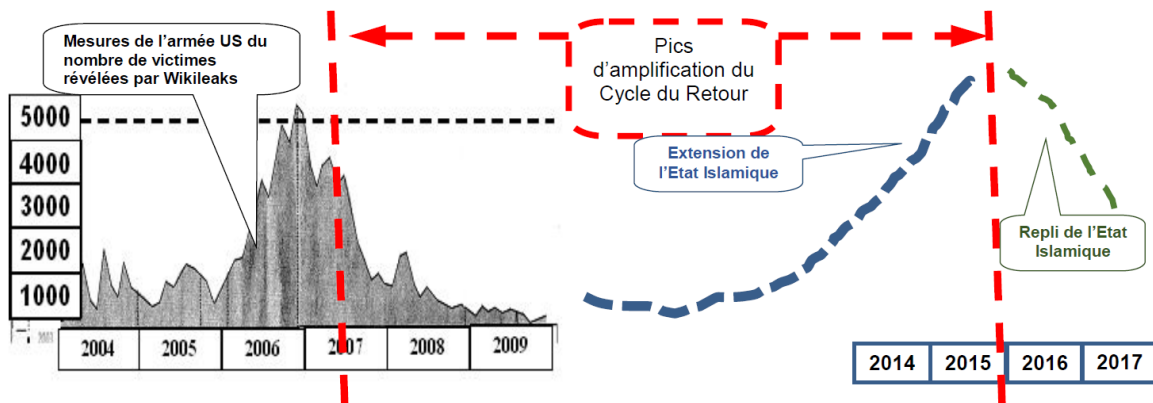 Mesures de l'armée US du
nombre de victimes
révélées par Wikileaks
Pics
d'amplification du
Cycle du Retour
5000
4000
3000
2000
1000
Extension de
l'Etat Islamique
Repli de l'Etat
Islamique
2003
2004
2005
2006
2007
2008
2009
2014
2015
2016
2017